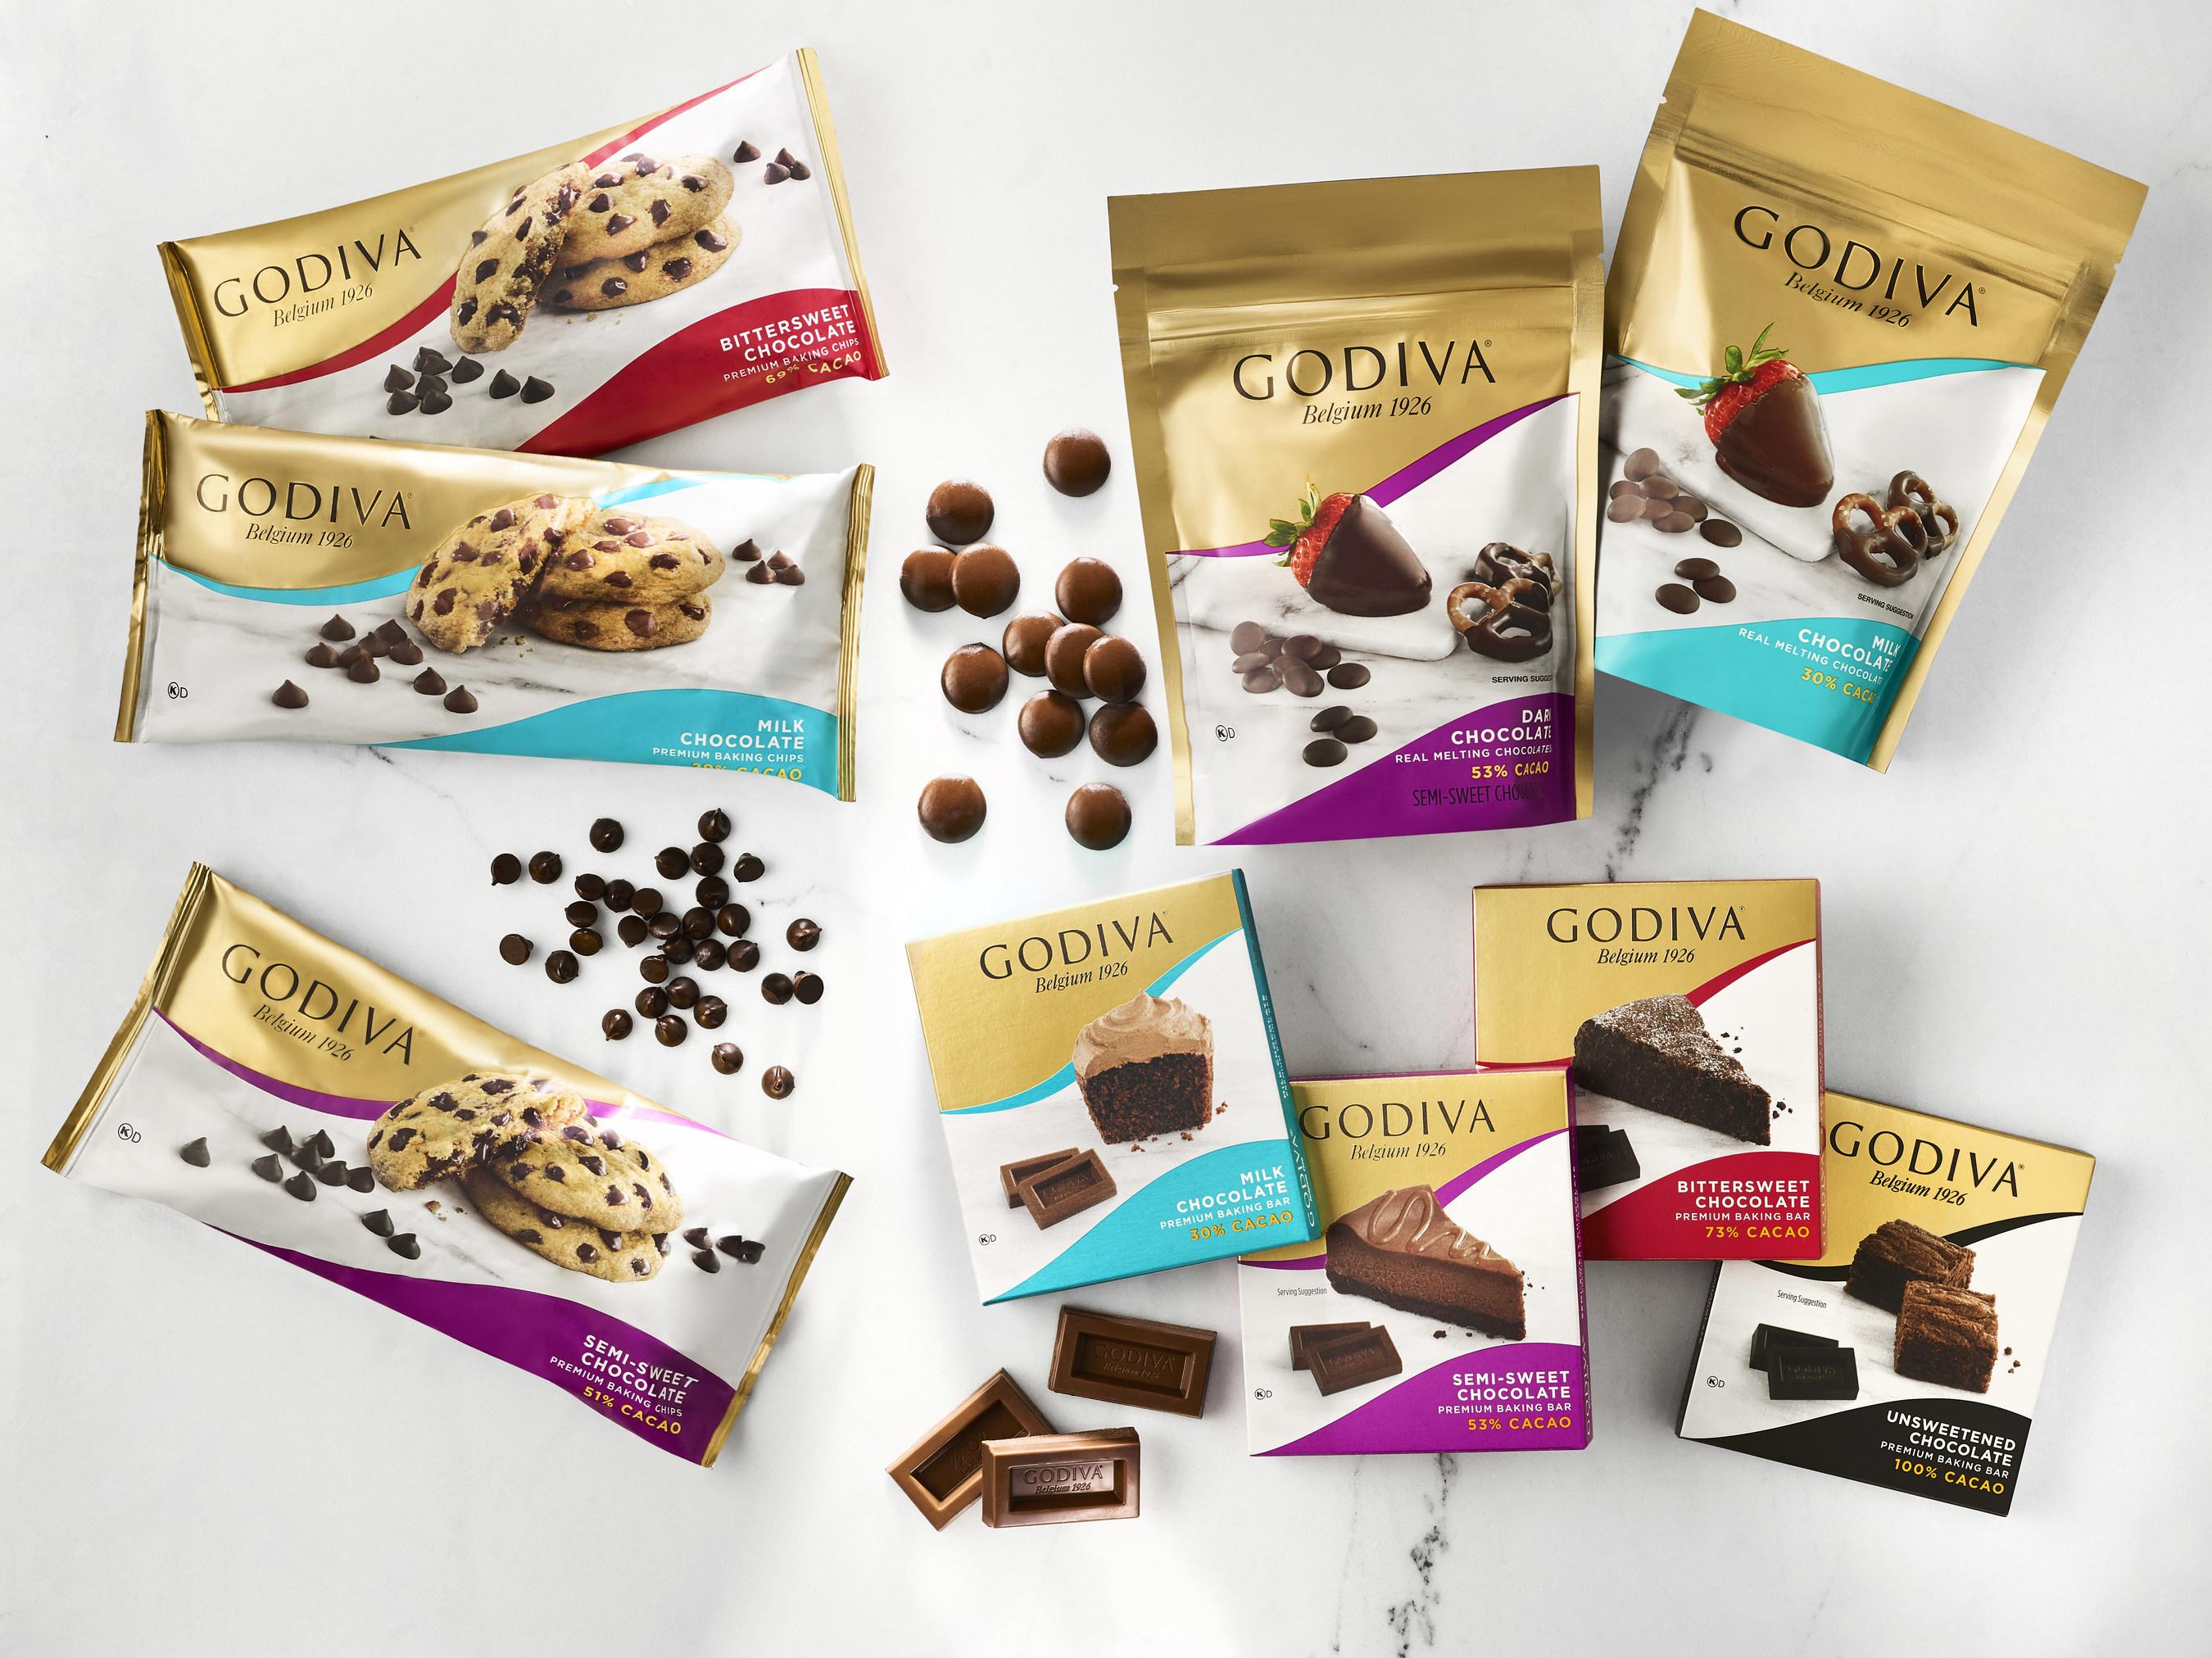 GODIVA
Belgium 1926
BITTERSWEET
CHOCOLATE
PREMIUM BAKING CHIPS
69% CACAO
GODIVA®
Belgium 1926
MILK
CHOCOLATE
PREMIUM BAKING CHIPS
CACAO
GODIVA
Belgium 1926
SEMI-SWEET
CHOCOLATE
PREMIUM BAKING CHIPS
51% CACAO
GODIVA®
Belgium 1926
SERVING
CHOCOLATE
REAL MELTING CHOCOLATES
53% CACAO
SEMI-SWEET
GODIVA®
Belgium 1926
SERVING SUGGESTION
MILK
CHOCOLATE
REAL MELTING
30%
GODIVA®
Belgium 1926
MILK
CHOCOLATE
PREMIUM BAKING BAR
30% CACAO
GODIVA®
Belgium 1926
BITTERSWEET
CHOCOLATE
PREMIUM BAKING BAR
73% CACAO
GODIVA
Belgium 1926
Serving Suggestion
SEMI-SWEET
CHOCOLATE
PREMIUM BAKING BAR
53% CACAO
GODIVA®
Belgium 1926
Serving Suggestion
UNSWEETENED
CHOCOLATE
PREMIUM BAKING BAR
100% CACAO
GODIVA
Belgium 1926
GODIVA
Belgium 1926